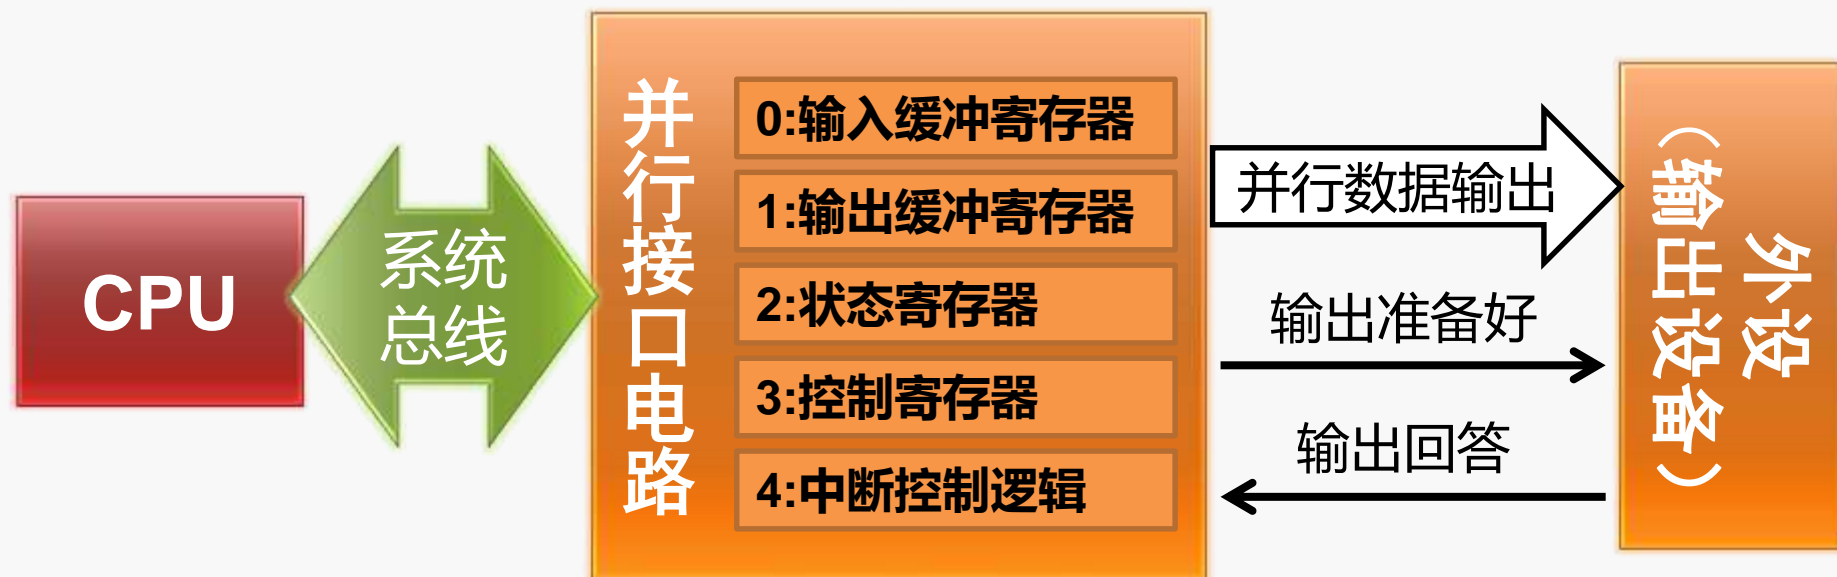 CPU
系统
总线
并行接口电路
0:输入缓冲寄存器
1:输出缓冲寄存器
2:状态寄存器
3:控制寄存器
4:中断控制逻辑
并行数据输出
输出准备好
输出回答
外设
（输出设备）